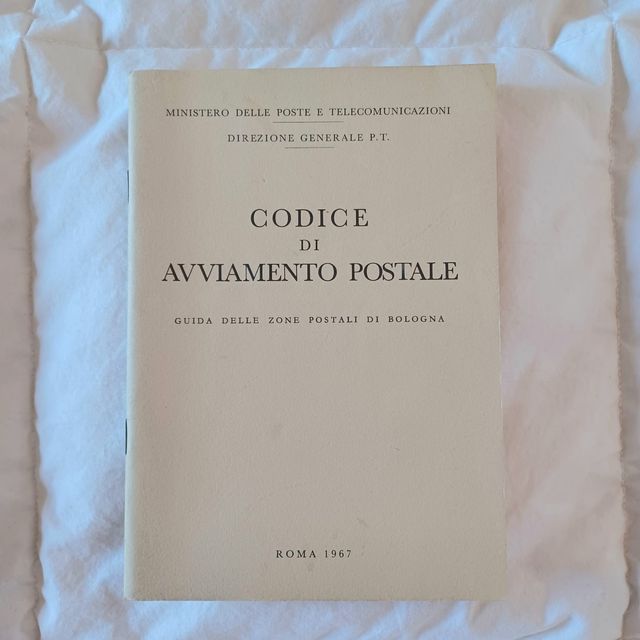 MINISTERO DELLE POSTE E TELECOMUNICAZIONI
DIREZIONE GENERALE P.T.
CODICE
DI
AVVIAMENTO POSTALE
GUIDA DELLE ZONE POSTALI DI BOLOGNA
ROMA 1967